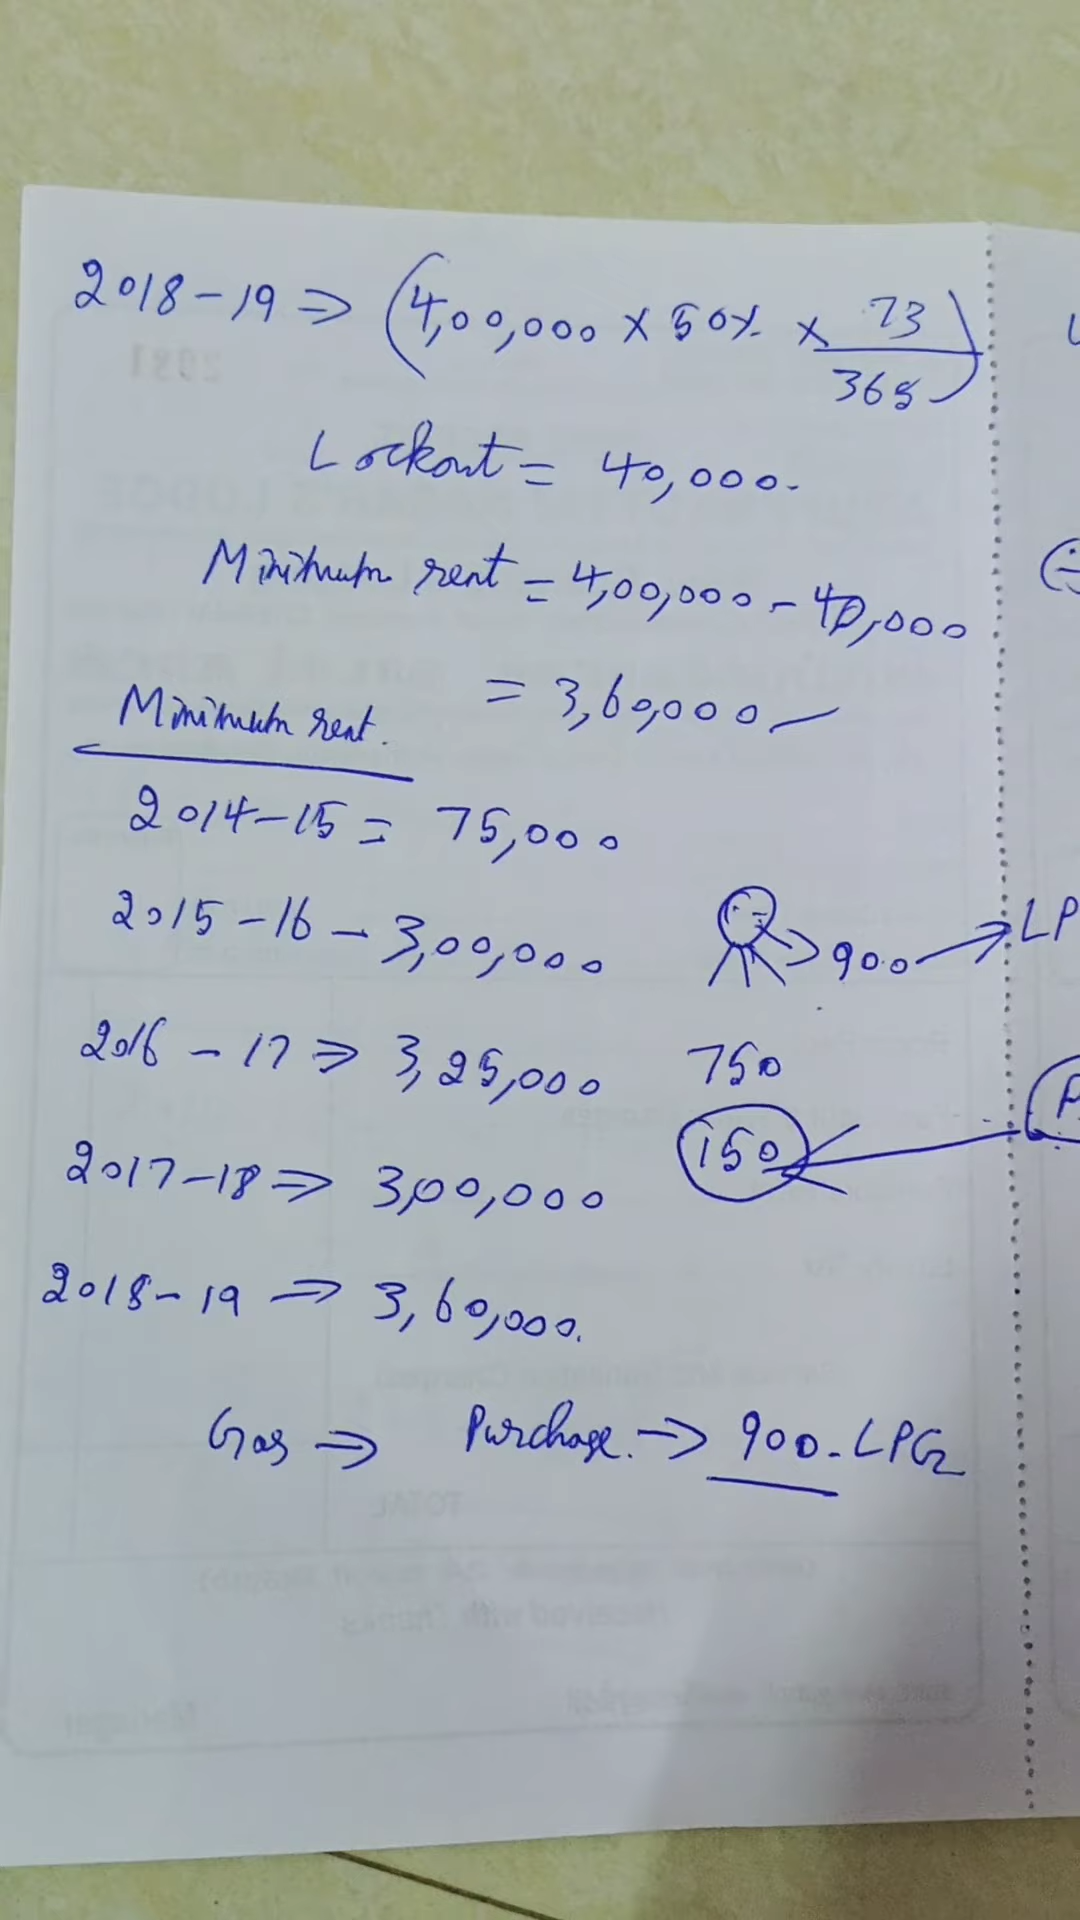 2018-19 ⇒ (4,00,000 x 50% x 73/365)
Lockout = 40,000.
Minimum rent = 4,00,000 - 40,000
= 3,60,000
Minimum rent.
2014-15 = 75,000
2015-16 - 3,00,000
900 → LP
2016-17 ⇒ 3,25,000
750
150
2017-18 ⇒ 3,00,000
2018-19 ⇒ 3,60,000.
Gas ⇒ Purchase. → 900. LPG
TOTAL